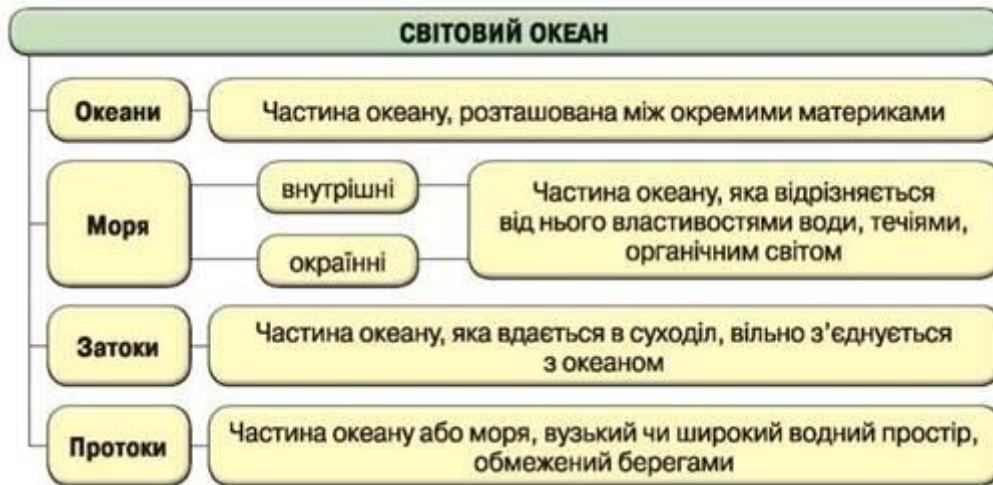 СВІТОВИЙ ОКЕАН
Океани
Частина океану, розташована між окремими материками
Моря
внутрішні
окраїнні
Частина океану, яка відрізняється
від нього властивостями води, течіями,
органічним світом
Затоки
Частина океану, яка вдається в суходіл, вільно з’єднується
з океаном
Протоки
Частина океану або моря, вузький чи широкий водний простір,
обмежений берегами